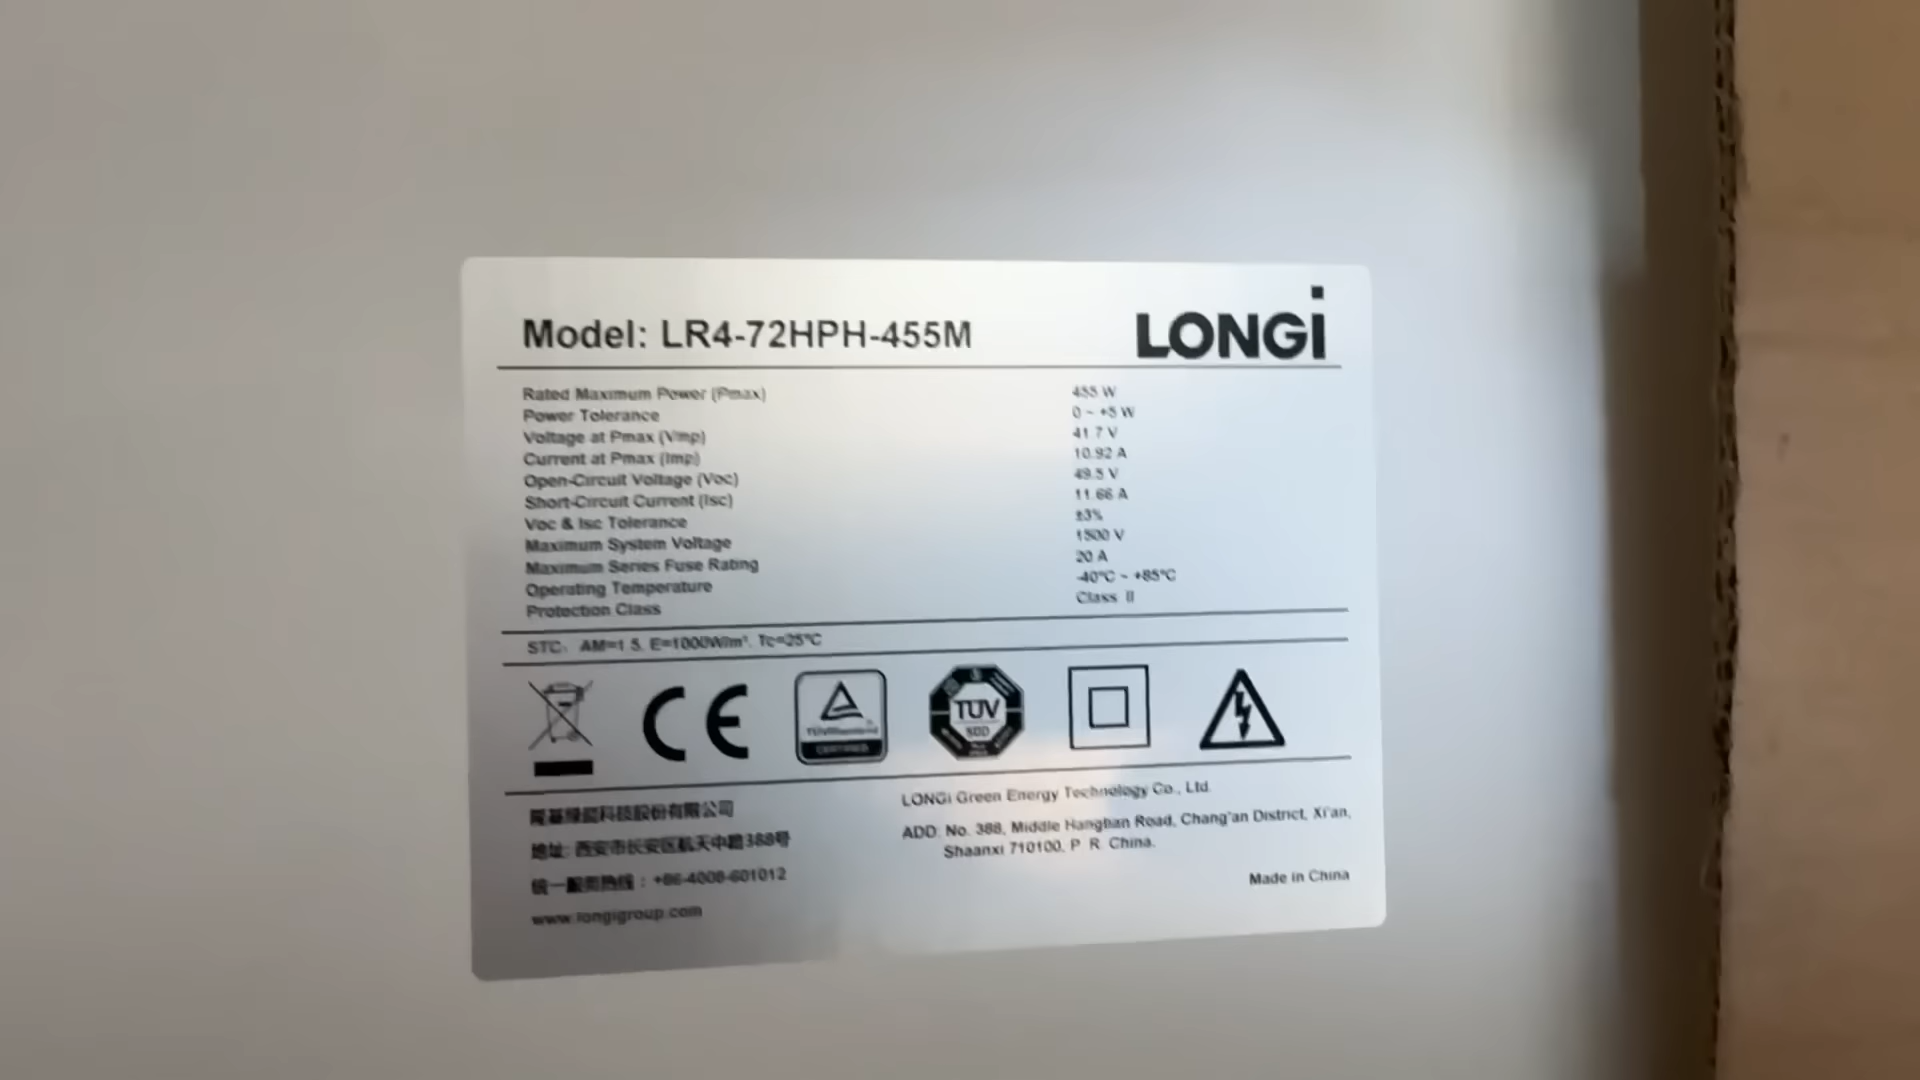 Model: LR4-72HPH-455M
LONGi
Rated Maximum Power (Pmax) 455 W
Power Tolerance 0 ~ +5 W
Voltage at Pmax (Vmp) 41.7 V
Current at Pmax (Imp) 10.92 A
Open-Circuit Voltage (Voc) 49.5 V
Short-Circuit Current (Isc) 11.66 A
Voc & Isc Tolerance ±3%
Maximum System Voltage 1500 V
Maximum Series Fuse Rating 20 A
Operating Temperature -40°C ~ +85°C
Protection Class Class II
STC: AM=1.5, E=1000W/m², Tc=25°C
CE
TÜVRheinland
CERTIFIED
TÜV
SÜD
隆基绿能科技股份有限公司
地址: 西安市长安区航天中路388号
统一服务热线：+86-4008-601012
www.longigroup.com
LONGi Green Energy Technology Co., Ltd.
ADD: No. 388, Middle Hangtian Road, Chang'an District, Xi'an,
Shaanxi 710100, P. R. China.
Made in China